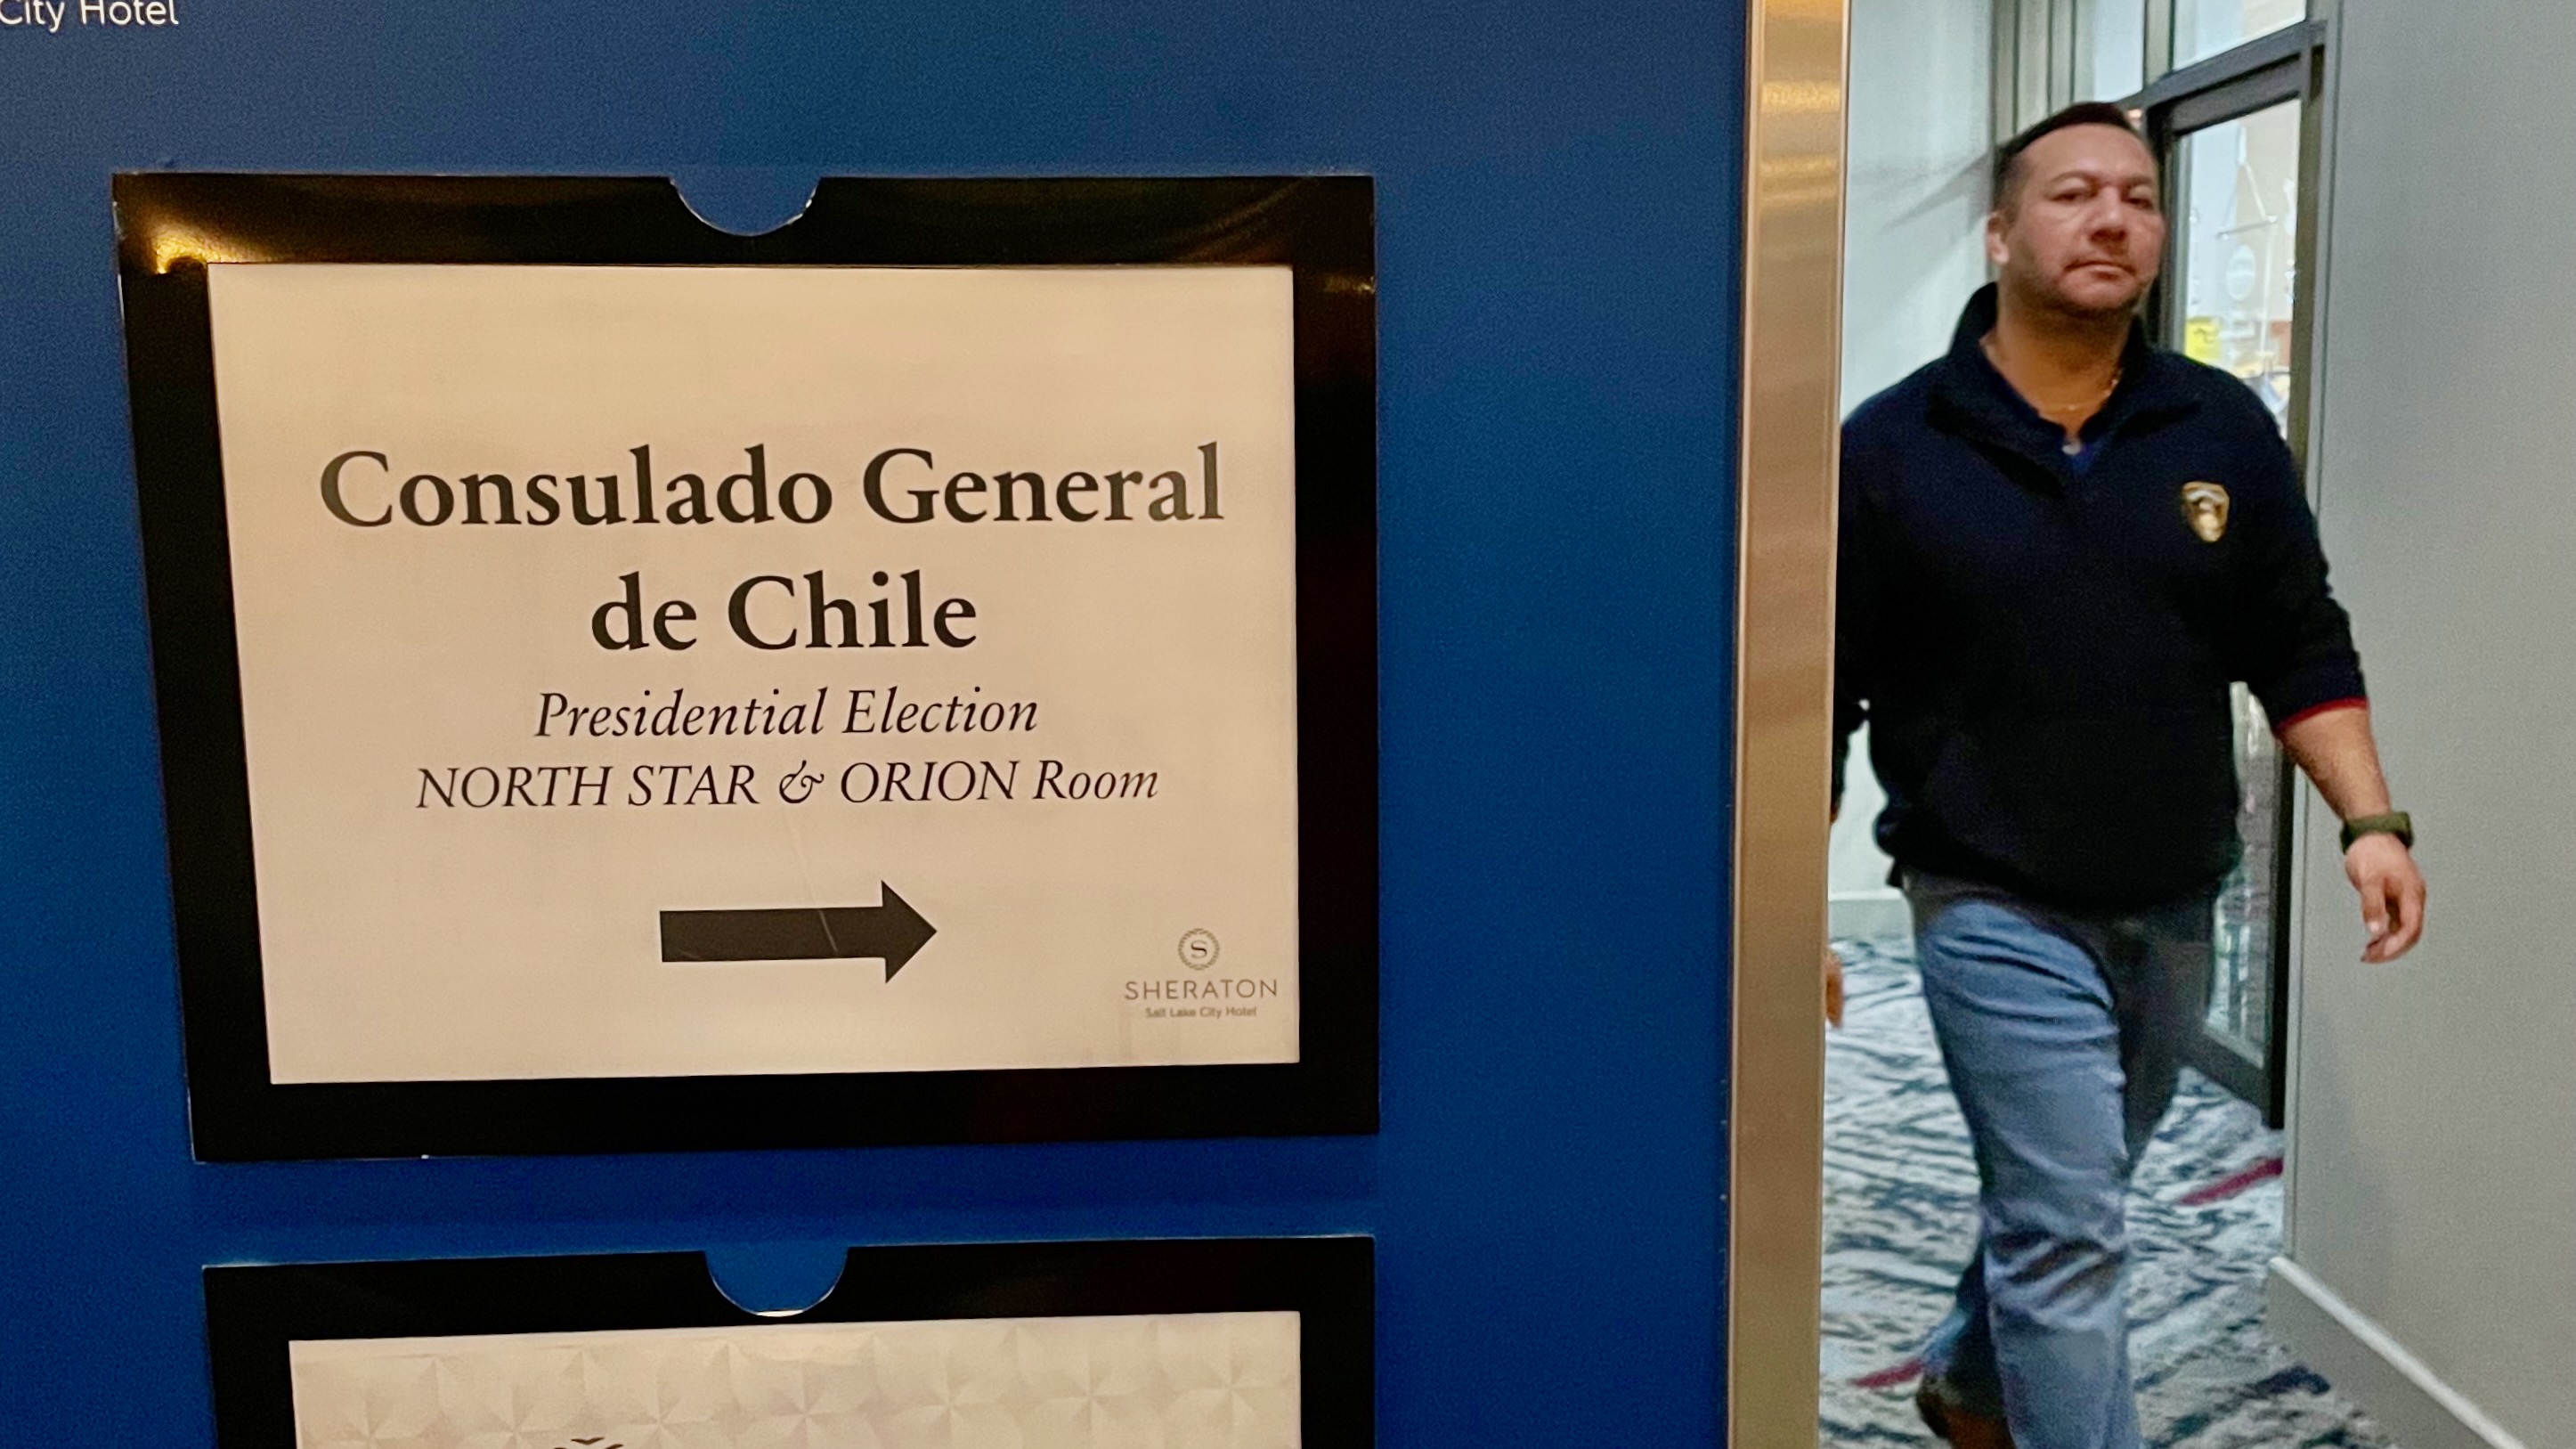 City Hotel
Consulado General
de Chile
Presidential Election
NORTH STAR & ORION Room
S
SHERATON
Salt Lake City Hotel